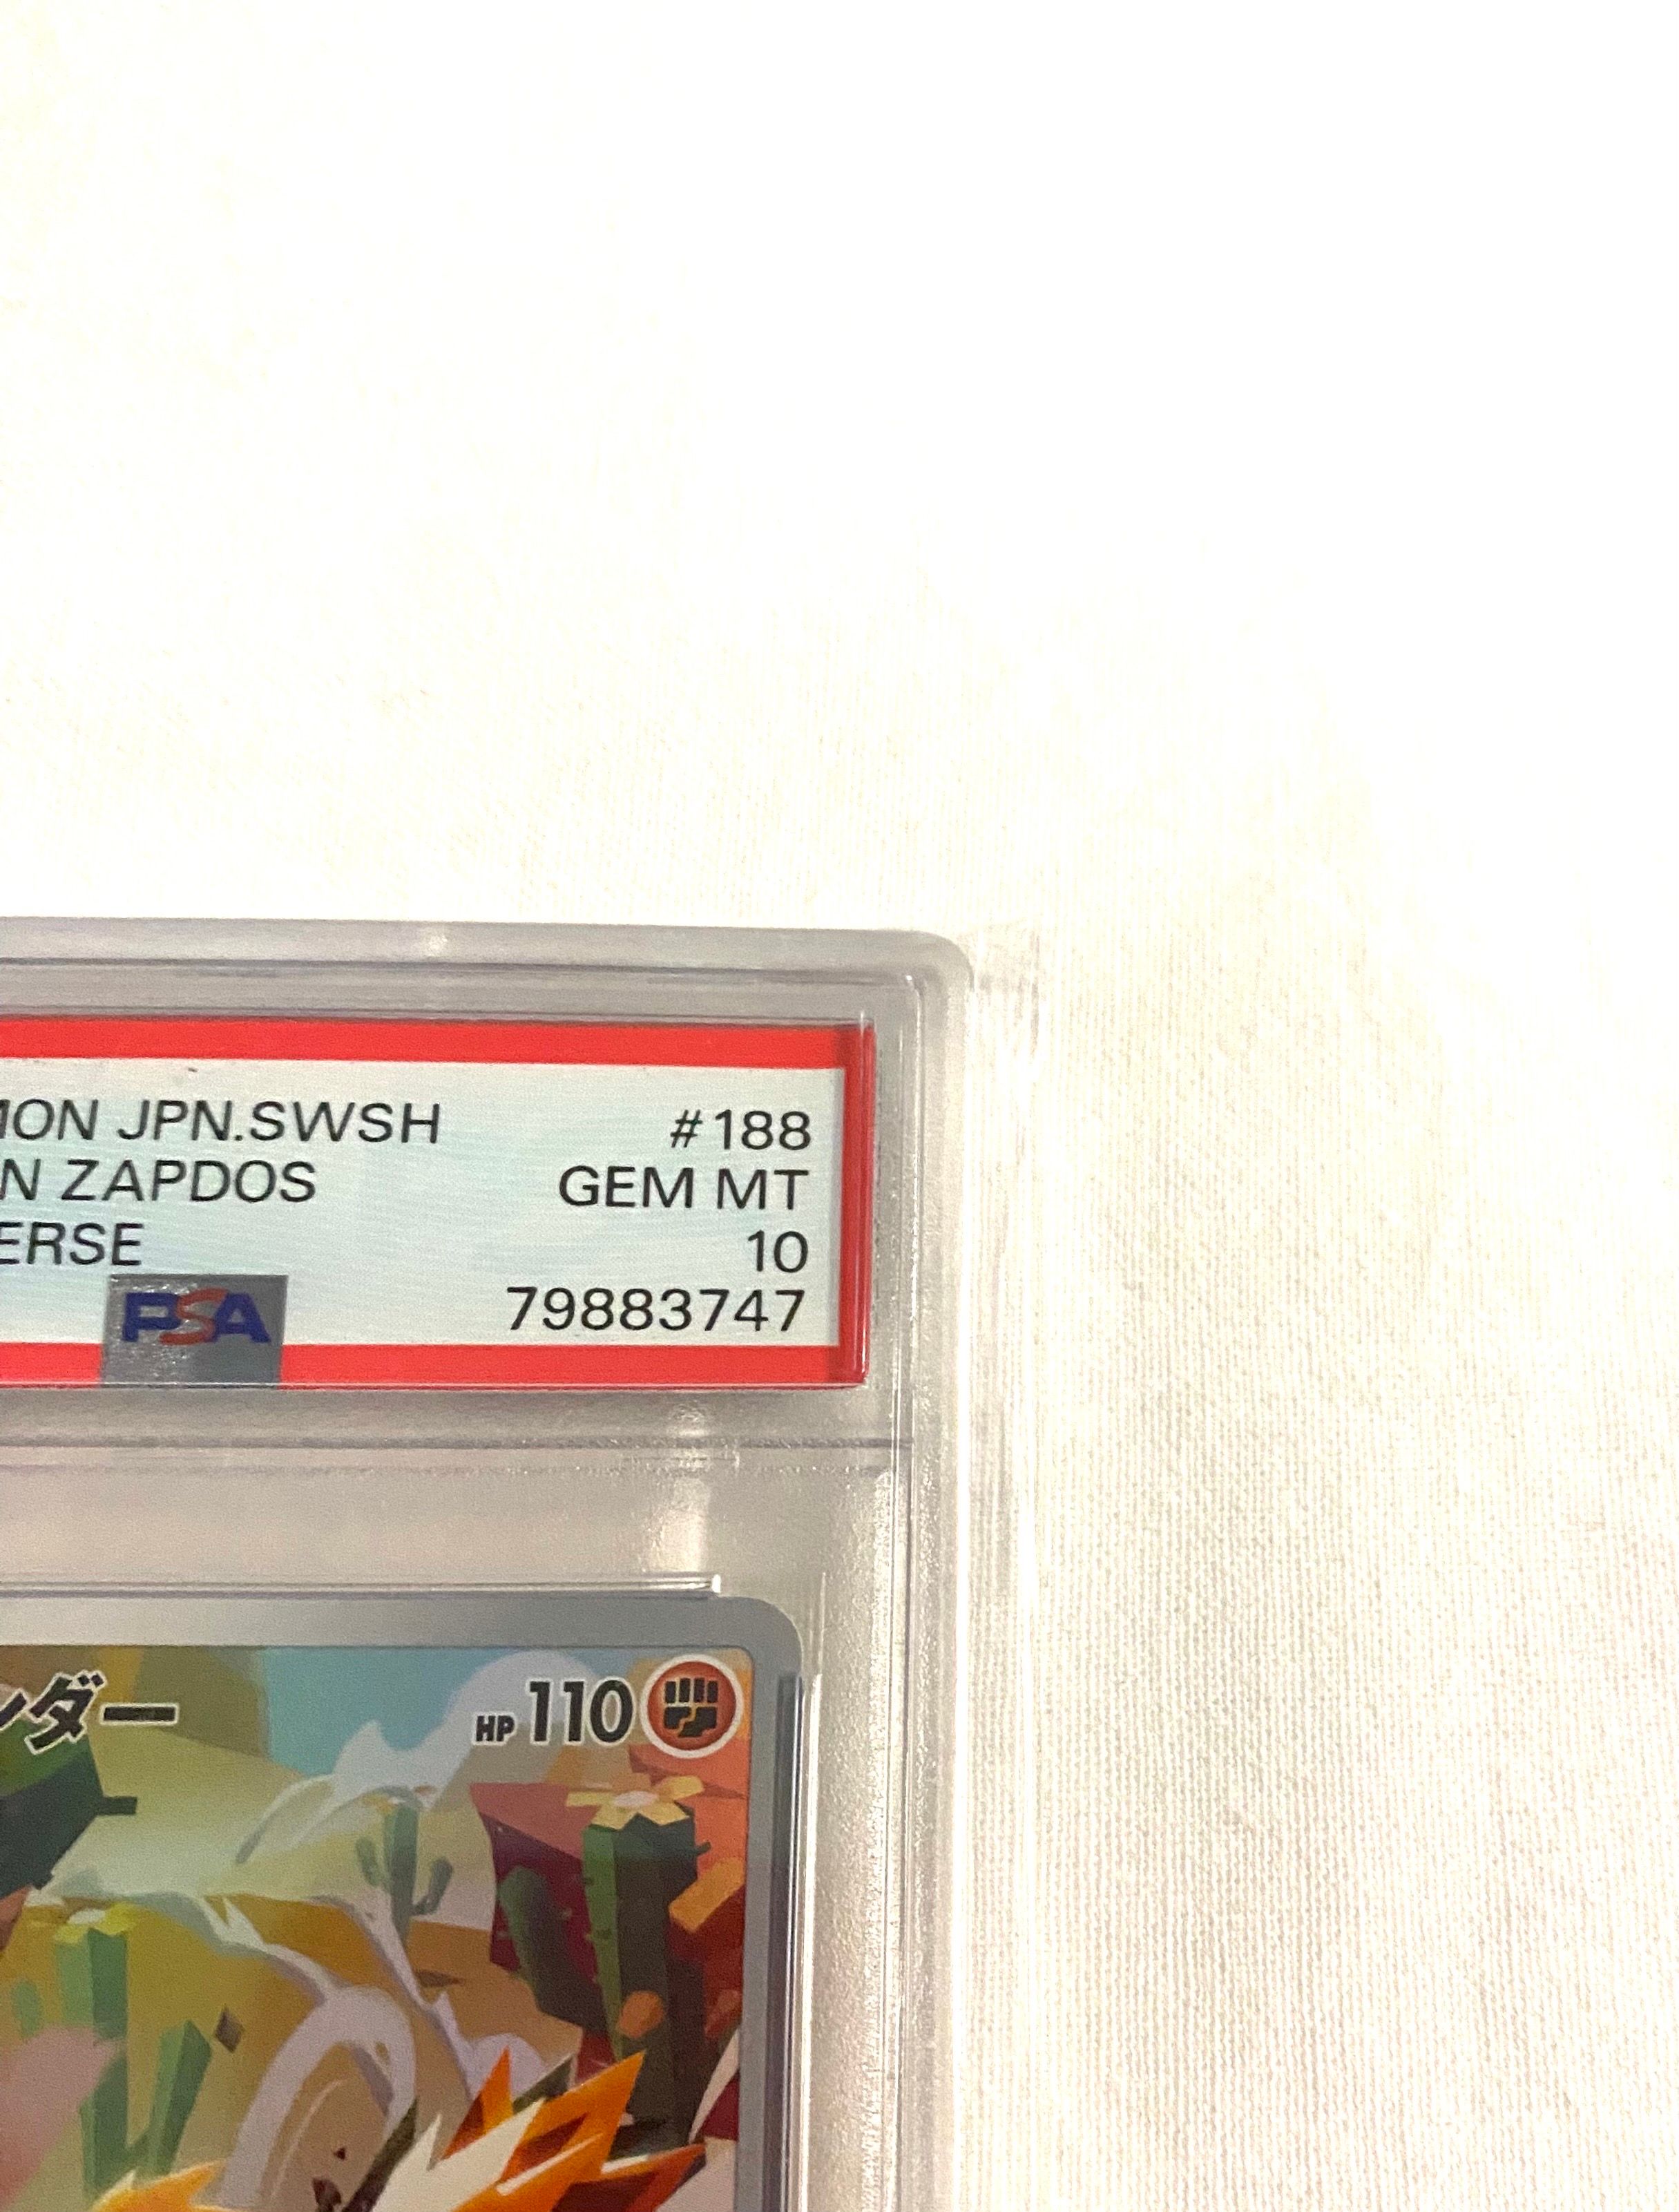 MON JPN.SWSH #188
N ZAPDOS GEM MT
ERSE 10
PSA 79883747
ンダー HP 110